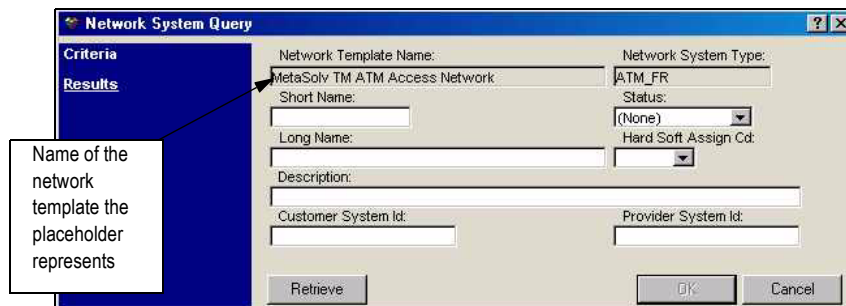 Network System Query
Criteria
Results
Network Template Name:
Network System Type:
MetaSolv TM ATM Access Network
ATM_FR
Short Name:
Status:
(None)
Long Name:
Hard Soft Assign Cd:
Description:
Customer System Id:
Provider System Id:
Retrieve
OK
Cancel
Name of the
network
template the
placeholder
represents